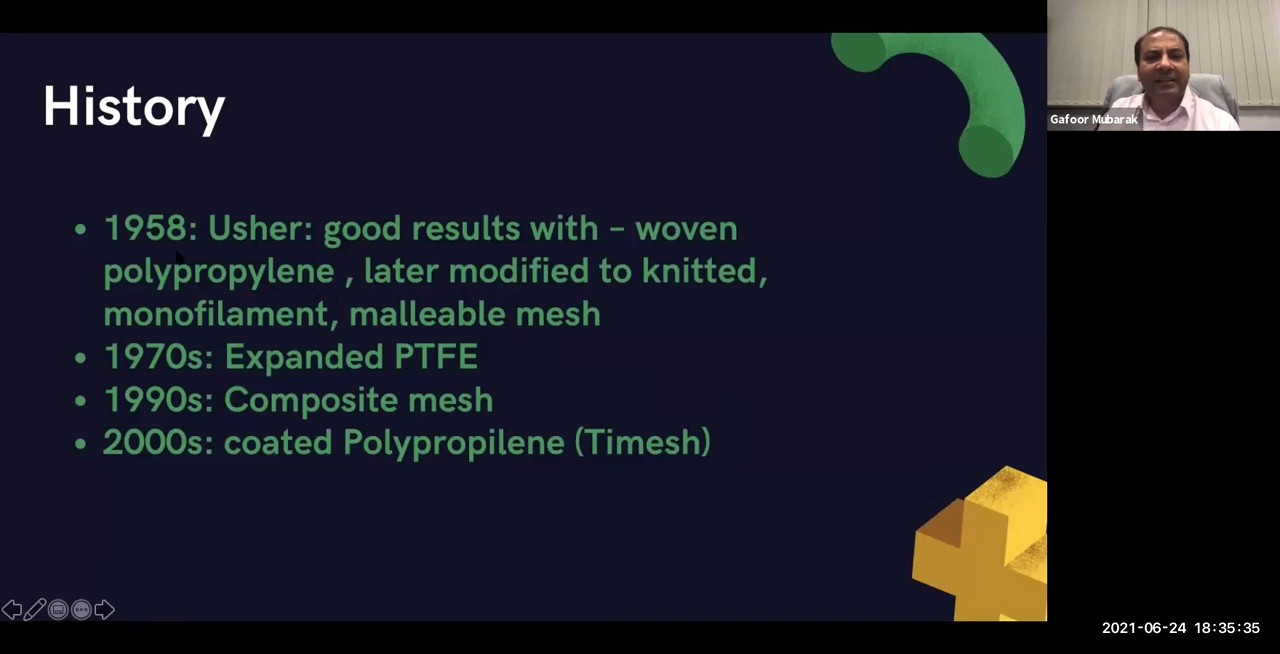 History
• 1958: Usher: good results with – woven
polypropylene , later modified to knitted,
monofilament, malleable mesh
• 1970s: Expanded PTFE
• 1990s: Composite mesh
• 2000s: coated Polypropilene (Timesh)
Gafoor Mubarak
2021-06-24 18:35:35